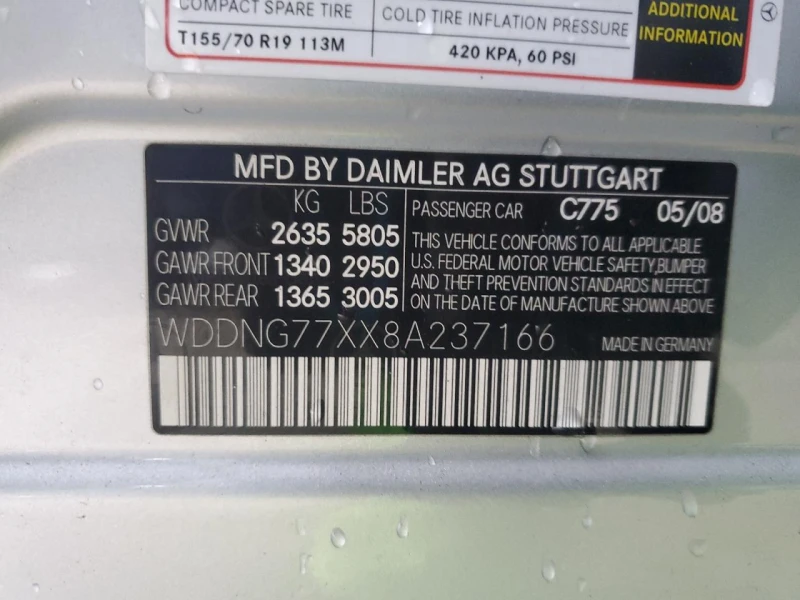 COMPACT SPARE TIRE COLD TIRE INFLATION PRESSURE
T155/70 R19 113M 420 KPA, 60 PSI
ADDITIONAL
INFORMATION
MFD BY DAIMLER AG STUTTGART
KG LBS
GVWR 2635 5805
GAWR FRONT 1340 2950
GAWR REAR 1365 3005
PASSENGER CAR C775 05/08
THIS VEHICLE CONFORMS TO ALL APPLICABLE
U.S. FEDERAL MOTOR VEHICLE SAFETY,BUMPER
AND THEFT PREVENTION STANDARDS IN EFFECT
ON THE DATE OF MANUFACTURE SHOWN ABOVE
WDDNG77XX8A237166 MADE IN GERMANY